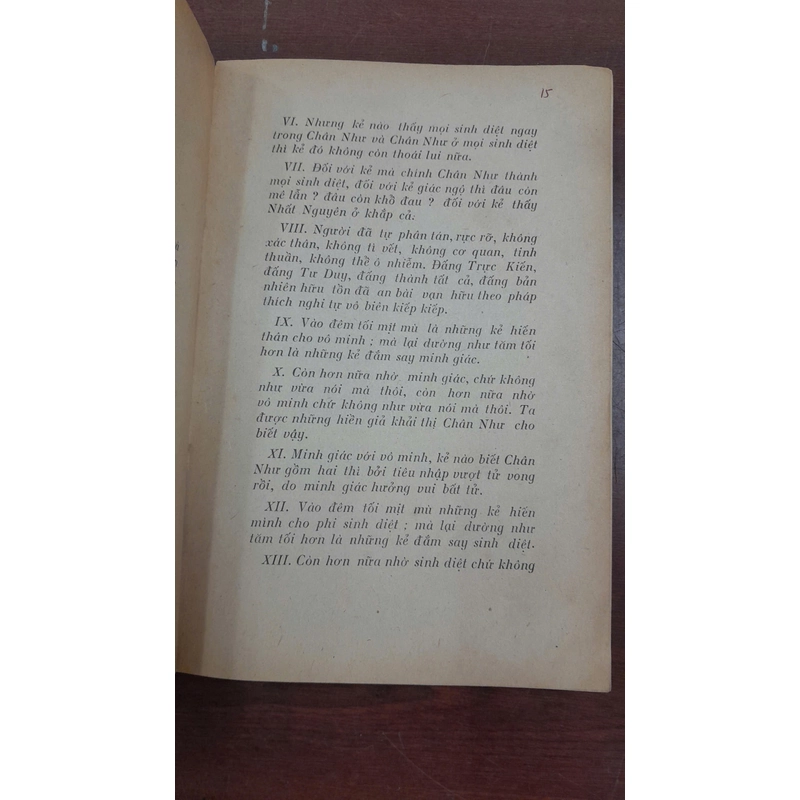 15
VI. Nhưng kẻ nào thấy mọi sinh diệt ngay
trong Chân Như và Chân Như ở mọi sinh diệt
thì kẻ đó không còn thoái lui nữa.
VII. Đối với kẻ mà chính Chân Như thành
mọi sinh diệt, đối với kẻ giác ngộ thì đâu còn
mê lẫn ? đâu còn khổ đau ? đối với kẻ thấy
Nhất Nguyên ở khắp cả.
VIII. Người đã tự phân tán, rực rỡ, không
xác thân, không tì vết, không cơ quan, tinh
thuần, không thể ô nhiễm. Đấng Trực Kiến,
đấng Tư Duy, đấng thành tất cả, đấng bản
nhiên hữu tồn đã an bài vạn hữu theo pháp
thích nghi tự vô biên kiếp kiếp.
IX. Vào đêm tối mịt mù là những kẻ hiến
thân cho vô minh ; mà lại dường như tăm tối
hơn là những kẻ đắm say minh giác.
X. Còn hơn nữa nhờ minh giác, chứ không
như vừa nói mà thôi, còn hơn nữa nhờ
vô minh chứ không như vừa nói mà thôi. Ta
được những hiền giả khải thị Chân Như cho
biết vậy.
XI. Minh giác với vô minh, kẻ nào biết Chân
Như gồm hai thì bởi tiêu nhập vượt tử vong
rồi, do minh giác hưởng vui bất tử.
XII. Vào đêm tối mịt mù những kẻ hiến
mình cho phi sinh diệt ; mà lại dường như
tăm tối hơn là những kẻ đắm say sinh diệt.
XIII. Còn hơn nữa nhờ sinh diệt chứ không